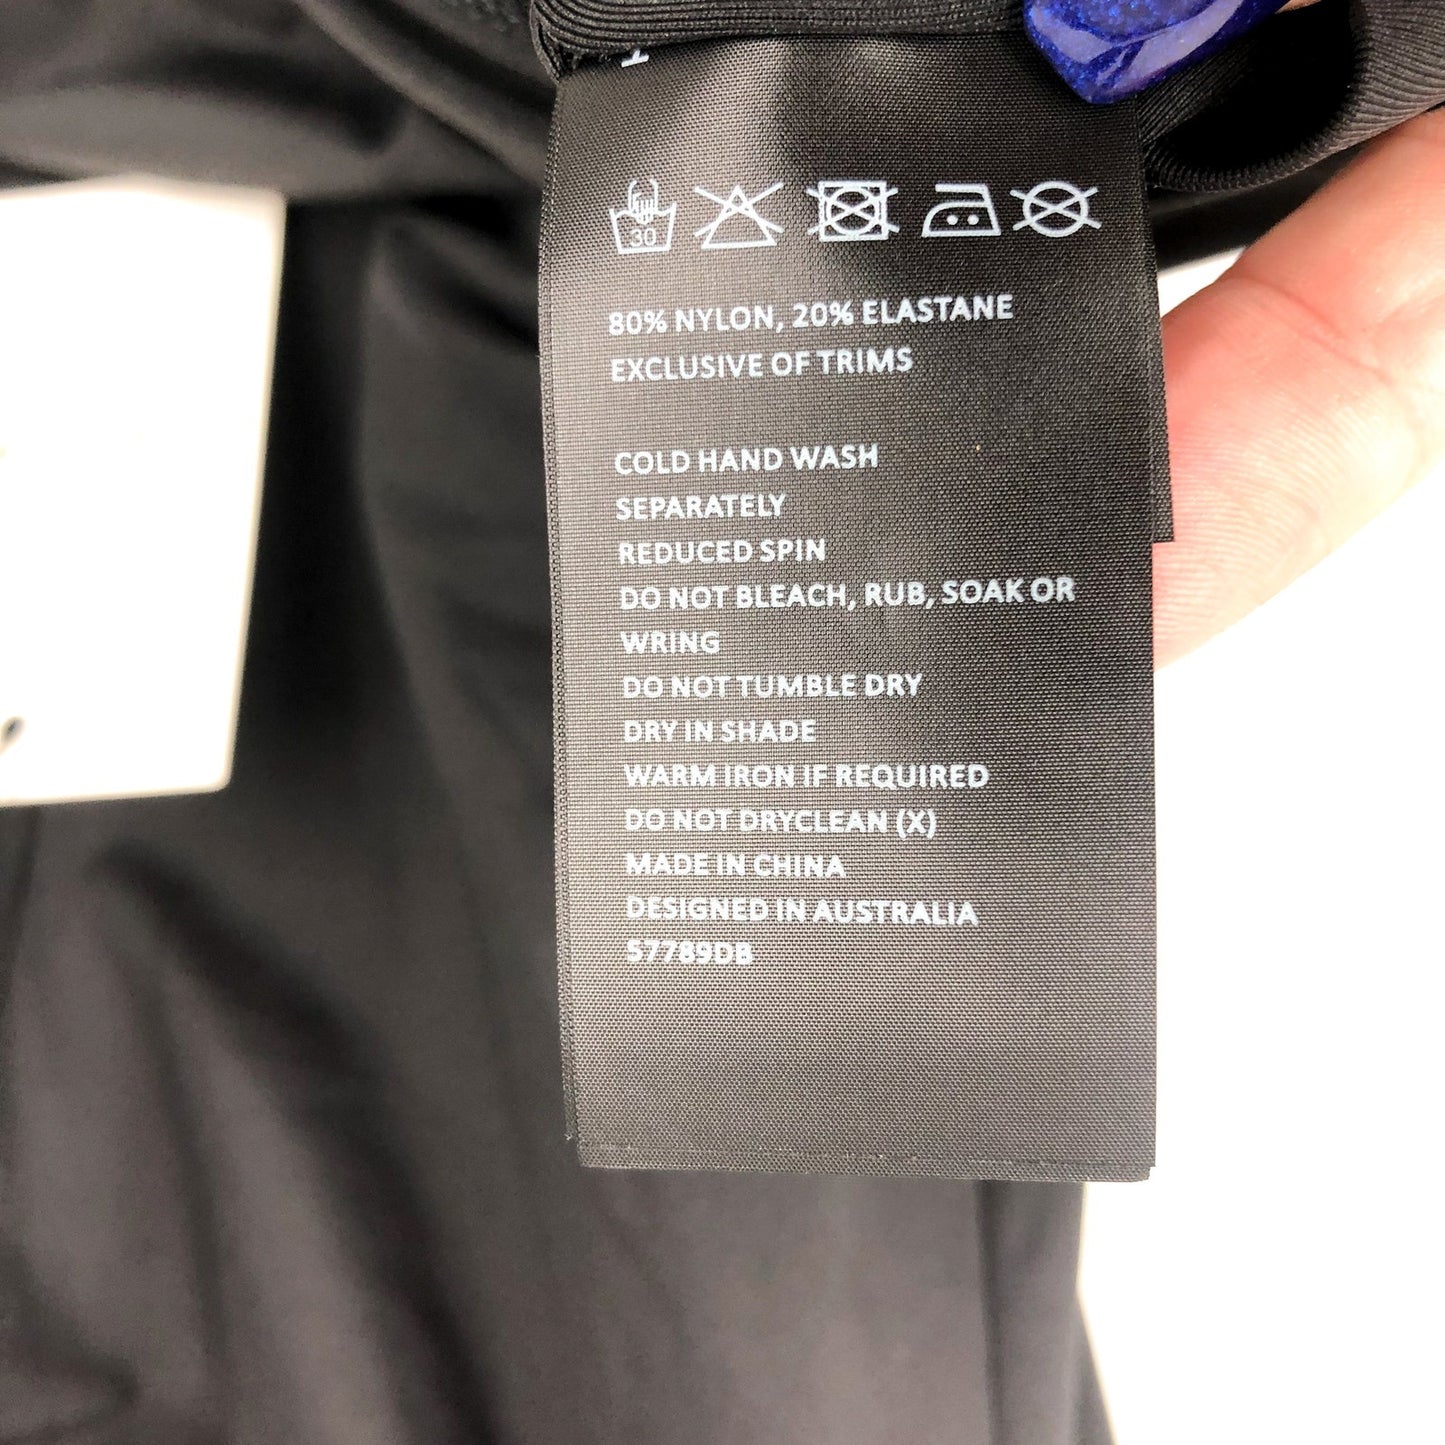 30
80% NYLON, 20% ELASTANE
EXCLUSIVE OF TRIMS
COLD HAND WASH
SEPARATELY
REDUCED SPIN
DO NOT BLEACH, RUB, SOAK OR
WRING
DO NOT TUMBLE DRY
DRY IN SHADE
WARM IRON IF REQUIRED
DO NOT DRYCLEAN (X)
MADE IN CHINA
DESIGNED IN AUSTRALIA
S7789DB